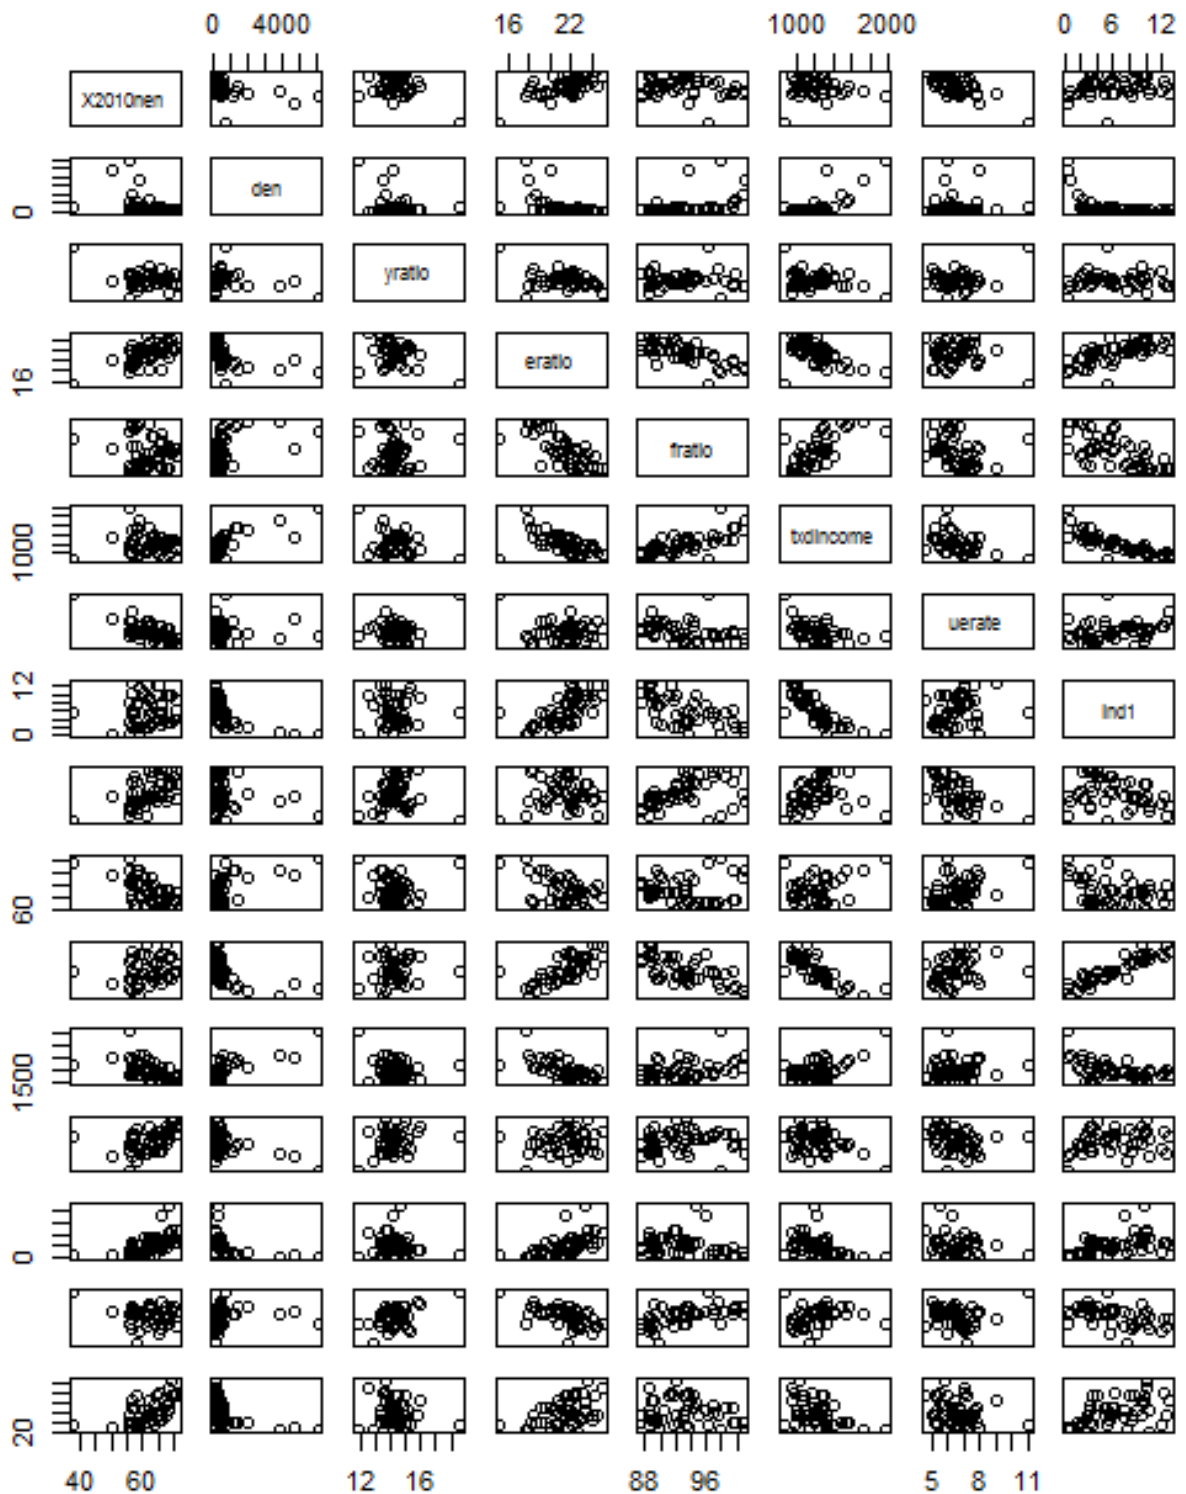 0 4000 16 22 1000 2000 0 6 12
X2010nen
0 den
yratio
16 eratio
fratio
1000 txdIncome
uerate
0 12 Ind1
60
1500
0
20
40 60 12 16 88 96 5 8 11